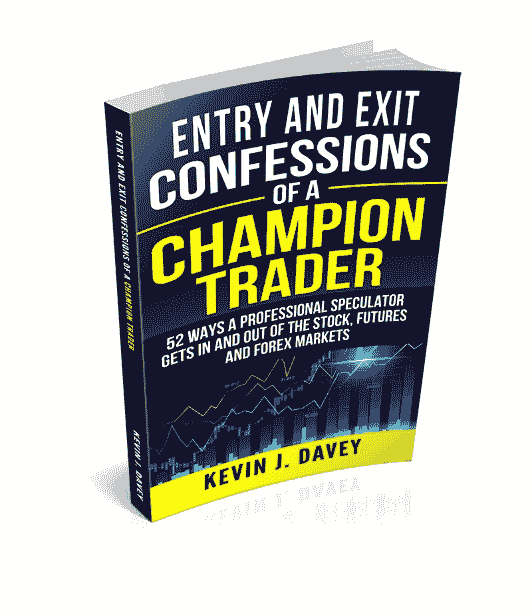 ENTRY AND EXIT
CONFESSIONS
OF A
CHAMPION
TRADER
52 WAYS A PROFESSIONAL SPECULATOR
GETS IN AND OUT OF THE STOCK, FUTURES
AND FOREX MARKETS
KEVIN J. DAVEY
ENTRY AND EXIT CONFESSIONS OF A CHAMPION TRADER
KEVIN J. DAVEY